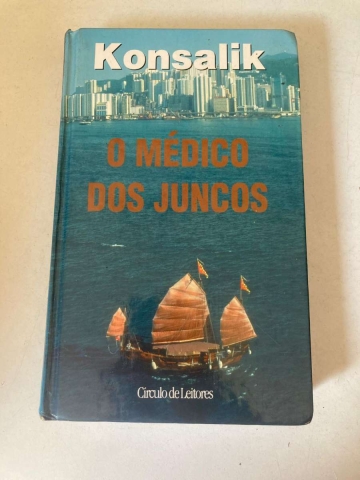 Konsalik
O MÉDICO
DOS JUNCOS
Círculo de Leitores